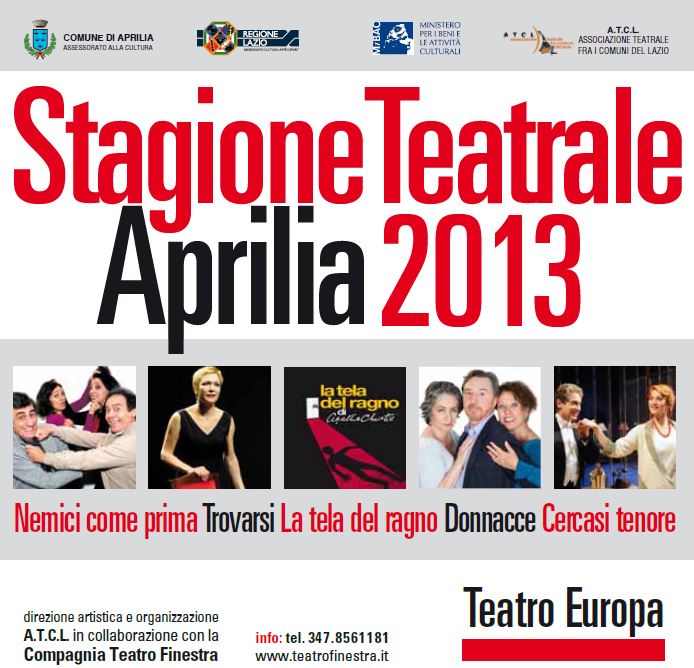 COMUNE DI APRILIA
ASSESSORATO ALLA CULTURA
REGIONE
LAZIO
MiBAC
MINISTERO
PER I BENI E
LE ATTIVITÀ
CULTURALI
A T C L
A.T.C.L.
ASSOCIAZIONE TEATRALE
FRA I COMUNI DEL LAZIO
Stagione Teatrale
Aprilia 2013
la tela
del ragno
di
Agatha Christie
Nemici come prima Trovarsi La tela del ragno Donnacce Cercasi tenore
direzione artistica e organizzazione
A.T.C.L. in collaborazione con la
Compagnia Teatro Finestra
info: tel. 347.8561181
www.teatrofinestra.it
Teatro Europa